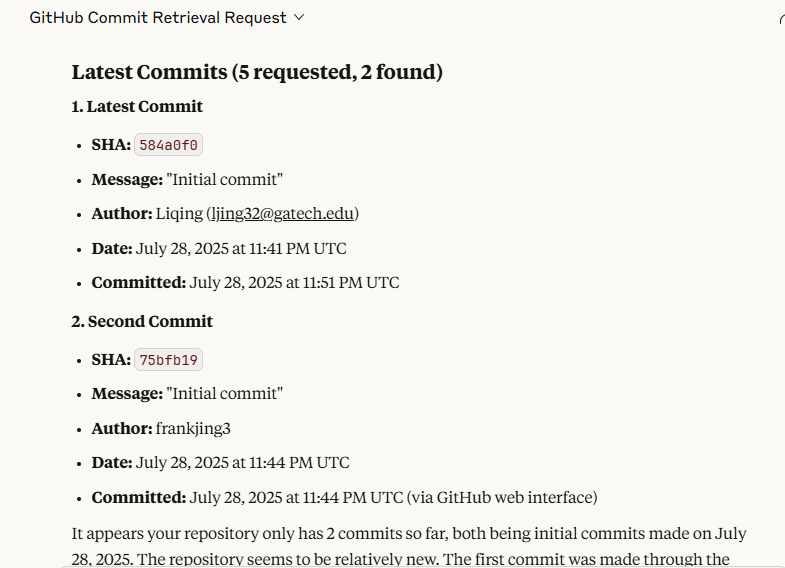 GitHub Commit Retrieval Request
Latest Commits (5 requested, 2 found)
1. Latest Commit
• SHA: 584a0f0
• Message: "Initial commit"
• Author: Liqing (ljing32@gatech.edu)
• Date: July 28, 2025 at 11:41 PM UTC
• Committed: July 28, 2025 at 11:51 PM UTC
2. Second Commit
• SHA: 75bfb19
• Message: "Initial commit"
• Author: frankjing3
• Date: July 28, 2025 at 11:44 PM UTC
• Committed: July 28, 2025 at 11:44 PM UTC (via GitHub web interface)
It appears your repository only has 2 commits so far, both being initial commits made on July
28, 2025. The repository seems to be relatively new. The first commit was made through the